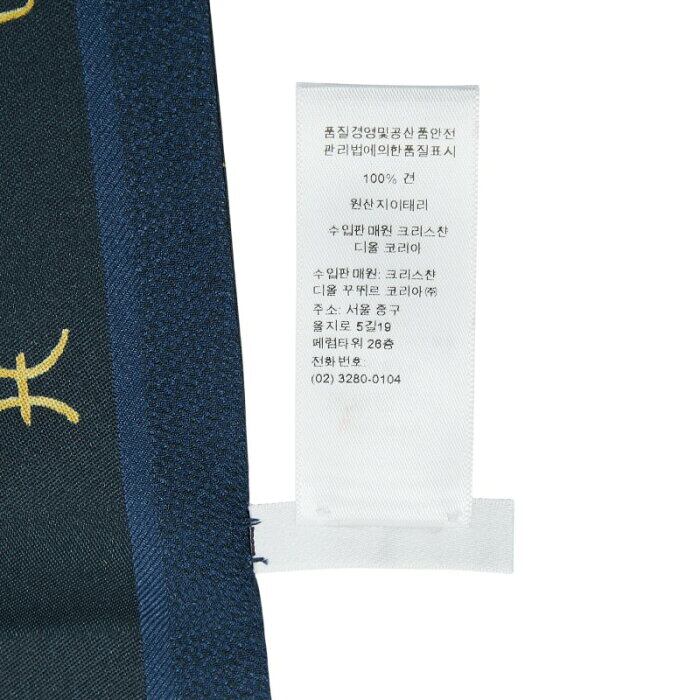 품질경영및공산품안전
관리법에의한품질표시
100% 견
원산지이태리
수입판매원 크리스챤
디올 코리아
수입판매원: 크리스챤
디올 꾸뛰르 코리아㈜
주소: 서울 중구
을지로 5길19
페럼타워 26층
전화번호:
(02) 3280-0104